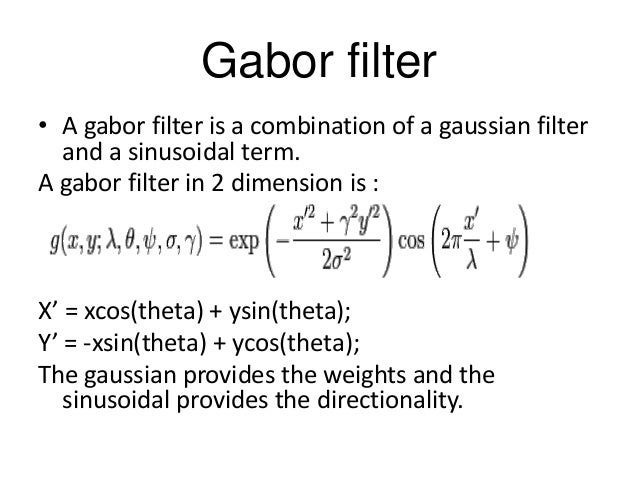 Gabor filter
• A gabor filter is a combination of a gaussian filter
and a sinusoidal term.
A gabor filter in 2 dimension is :
g(x,y;λ,θ,ψ,σ,γ) = exp(−(x′² + γ²y′²)/(2σ²)) cos(2π x′/λ + ψ)
X’ = xcos(theta) + ysin(theta);
Y’ = -xsin(theta) + ycos(theta);
The gaussian provides the weights and the
sinusoidal provides the directionality.